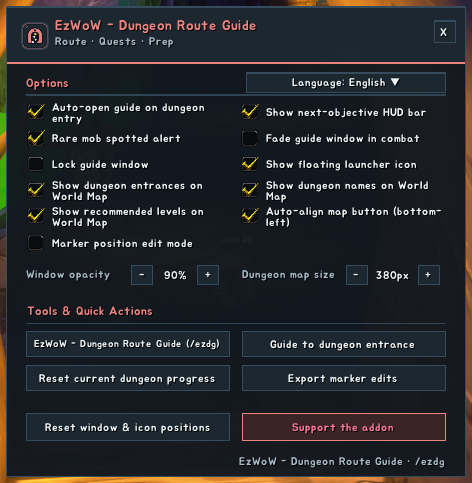 EzWoW - Dungeon Route Guide
Route · Quests · Prep
X
Options
Language: English ▼
Auto-open guide on dungeon
entry
Show next-objective HUD bar
Rare mob spotted alert
Fade guide window in combat
Lock guide window
Show floating launcher icon
Show dungeon entrances on
World Map
Show dungeon names on World
Map
Show recommended levels on
World Map
Auto-align map button (bottom-
left)
Marker position edit mode
Window opacity - 90% +
Dungeon map size - 380px +
Tools & Quick Actions
EzWoW - Dungeon Route Guide (/ezdg)
Guide to dungeon entrance
Reset current dungeon progress
Export marker edits
Reset window & icon positions
Support the addon
EzWoW - Dungeon Route Guide · /ezdg